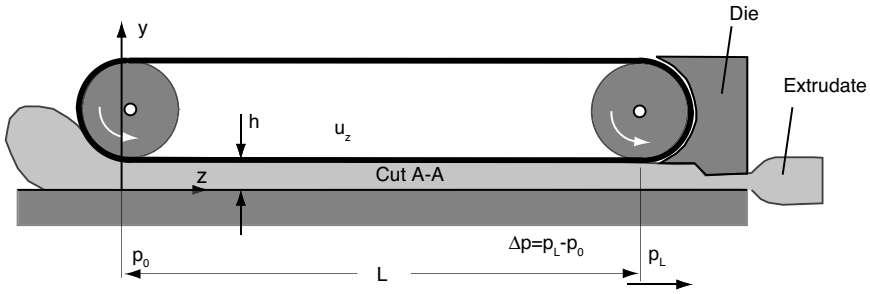 Die
y
Extrudate
h
u_z
Cut A-A
z
p_0
Δp=p_L-p_0
p_L
L